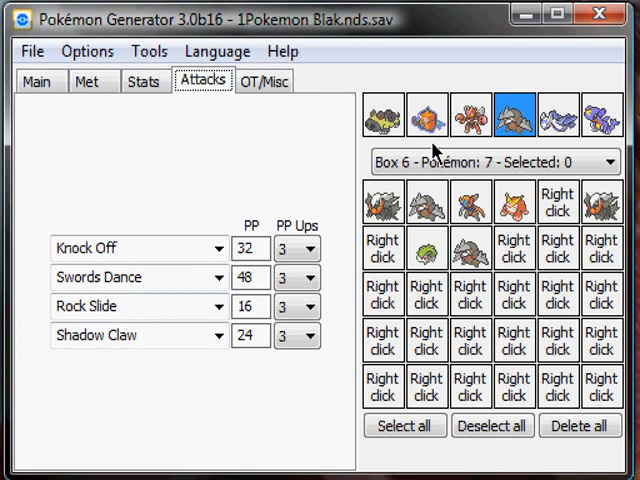 Pokémon Generator 3.0b16 - 1Pokemon Blak.nds.sav
File Options Tools Language Help
Main Met Stats Attacks OT/Misc
Box 6 - Pokémon: 7 - Selected: 0
Right click
Right click Right click Right click Right click
Right click Right click Right click Right click Right click Right click
Right click Right click Right click Right click Right click Right click
Right click Right click Right click Right click Right click Right click
PP PP Ups
Knock Off 32 3
Swords Dance 48 3
Rock Slide 16 3
Shadow Claw 24 3
Select all Deselect all Delete all